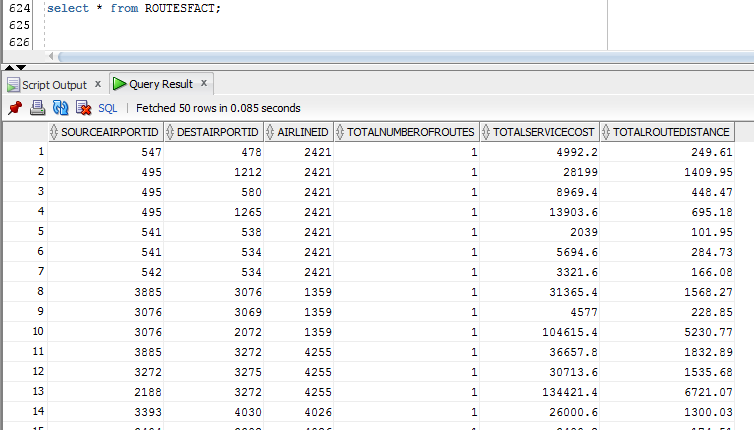 624 select * from ROUTESFACT;
625
626
Script Output x Query Result x
SQL | Fetched 50 rows in 0.085 seconds
SOURCEAIRPORTID DESTAIRPORTID AIRLINEID TOTALNUMBEROFROUTES TOTALSERVICECOST TOTALROUTEDISTANCE
1 547 478 2421 1 4992.2 249.61
2 495 1212 2421 1 28199 1409.95
3 495 580 2421 1 8969.4 448.47
4 495 1265 2421 1 13903.6 695.18
5 541 538 2421 1 2039 101.95
6 541 534 2421 1 5694.6 284.73
7 542 534 2421 1 3321.6 166.08
8 3885 3076 1359 1 31365.4 1568.27
9 3076 3069 1359 1 4577 228.85
10 3076 2072 1359 1 104615.4 5230.77
11 3885 3272 4255 1 36657.8 1832.89
12 3272 3275 4255 1 30713.6 1535.68
13 2188 3272 4255 1 134421.4 6721.07
14 3393 4030 4026 1 26000.6 1300.03